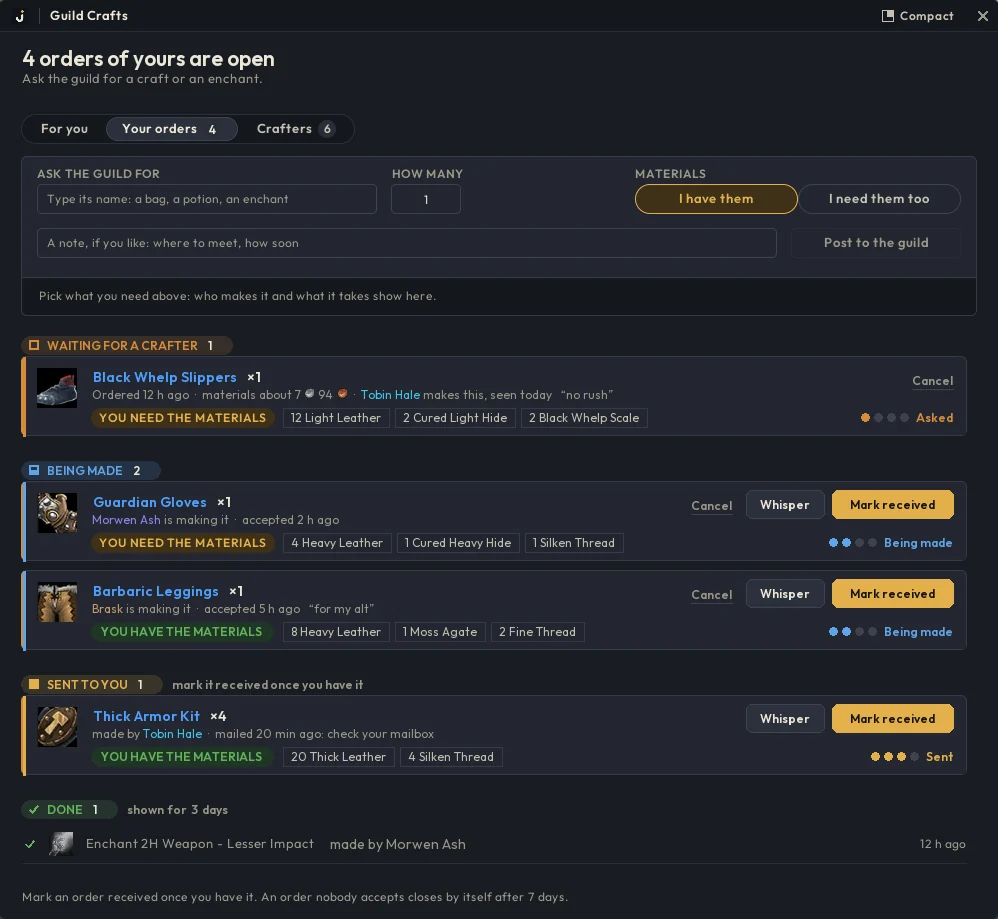 Guild Crafts
Compact
4 orders of yours are open
Ask the guild for a craft or an enchant.
For you
Your orders 4
Crafters 6
ASK THE GUILD FOR
HOW MANY
MATERIALS
Type its name: a bag, a potion, an enchant
1
I have them
I need them too
A note, if you like: where to meet, how soon
Post to the guild
Pick what you need above: who makes it and what it takes show here.
WAITING FOR A CRAFTER 1
Black Whelp Slippers ×1
Cancel
Ordered 12 h ago · materials about 7 94 · Tobin Hale makes this, seen today “no rush”
YOU NEED THE MATERIALS 12 Light Leather 2 Cured Light Hide 2 Black Whelp Scale
Asked
BEING MADE 2
Guardian Gloves ×1
Cancel Whisper Mark received
Morwen Ash is making it · accepted 2 h ago
YOU NEED THE MATERIALS 4 Heavy Leather 1 Cured Heavy Hide 1 Silken Thread
Being made
Barbaric Leggings ×1
Cancel Whisper Mark received
Brask is making it · accepted 5 h ago “for my alt”
YOU HAVE THE MATERIALS 8 Heavy Leather 1 Moss Agate 2 Fine Thread
Being made
SENT TO YOU 1 mark it received once you have it
Thick Armor Kit ×4
Whisper Mark received
made by Tobin Hale · mailed 20 min ago: check your mailbox
YOU HAVE THE MATERIALS 20 Thick Leather 4 Silken Thread
Sent
DONE 1 shown for 3 days
Enchant 2H Weapon - Lesser Impact made by Morwen Ash 12 h ago
Mark an order received once you have it. An order nobody accepts closes by itself after 7 days.